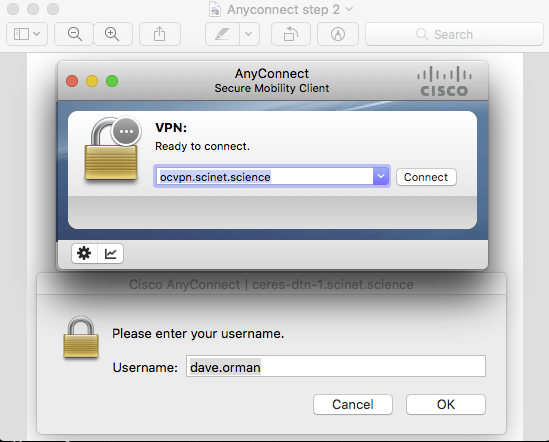 Anyconnect step 2
Search
AnyConnect
Secure Mobility Client
CISCO
VPN:
Ready to connect.
ocvpn.scinet.science
Connect
Cisco AnyConnect | ceres-dtn-1.scinet.science
Please enter your username.
Username: dave.orman
Cancel OK